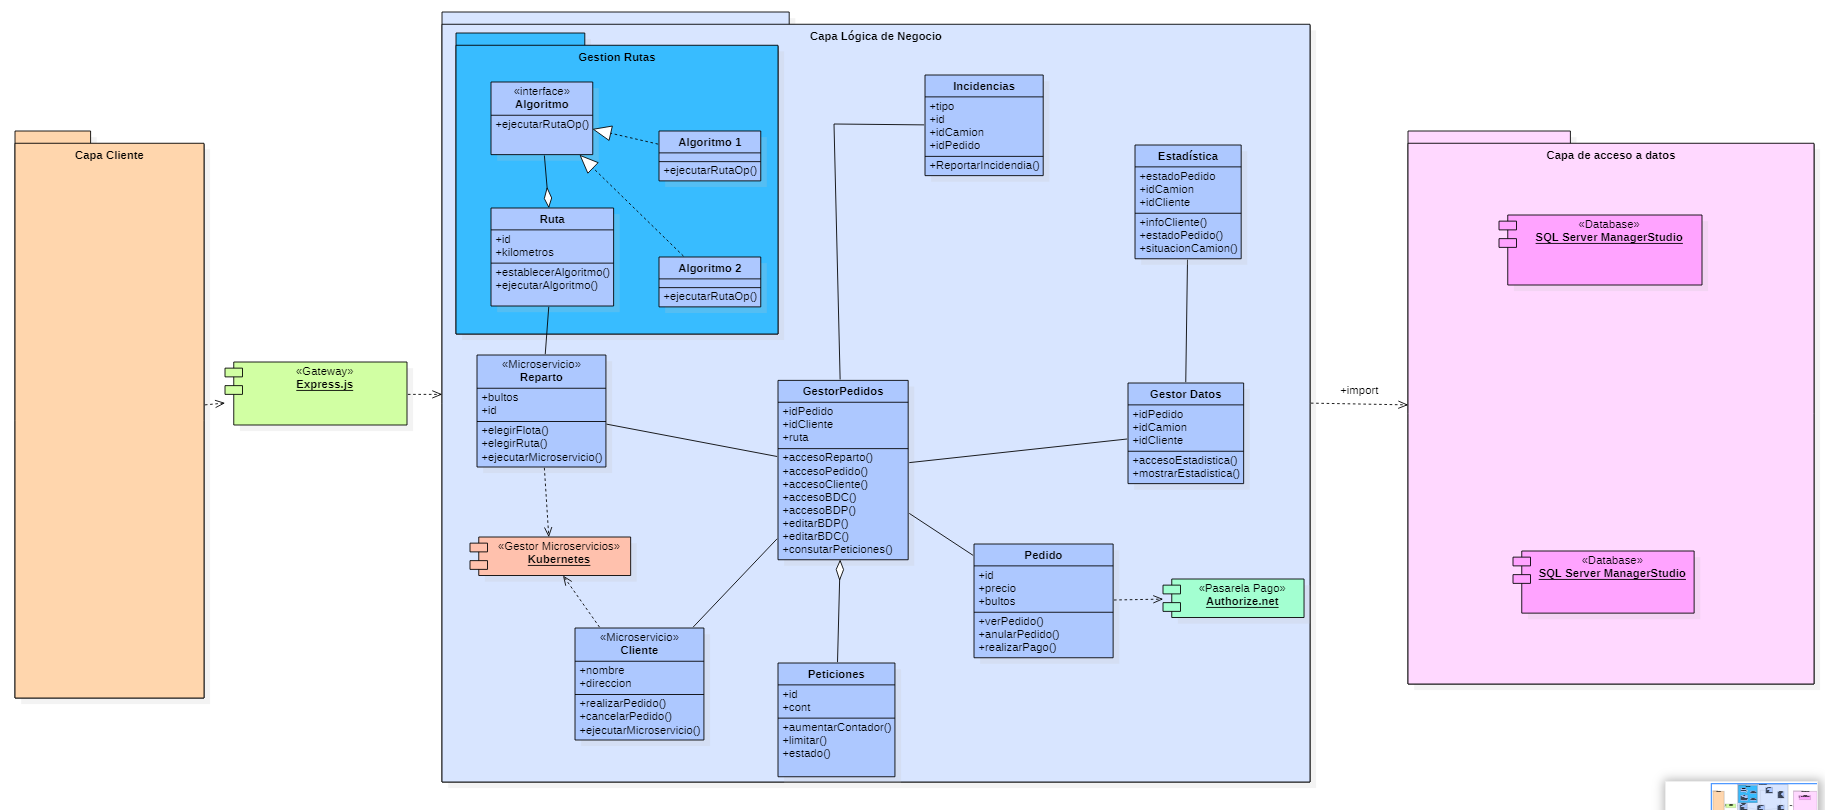 Capa Cliente
«Gateway»
Express.js
Capa Lógica de Negocio
Gestion Rutas
«interface»
Algoritmo
+ejecutarRutaOp()
Algoritmo 1
+ejecutarRutaOp()
Ruta
+id
+kilometros
+establecerAlgoritmo()
+ejecutarAlgoritmo()
Algoritmo 2
+ejecutarRutaOp()
«Microservicio»
Reparto
+bultos
+id
+elegirFlota()
+elegirRuta()
+ejecutarMicroservicio()
«Gestor Microservicios»
Kubernetes
«Microservicio»
Cliente
+nombre
+direccion
+realizarPedido()
+cancelarPedido()
+ejecutarMicroservicio()
Incidencias
+tipo
+id
+idCamion
+idPedido
+ReportarIncidendia()
Estadística
+estadoPedido
+idCamion
+idCliente
+infoCliente()
+estadoPedido()
+situacionCamion()
GestorPedidos
+idPedido
+idCliente
+ruta
+accesoReparto()
+accesoPedido()
+accesoCliente()
+accesoBDC()
+accesoBDP()
+editarBDP()
+editarBDC()
+consutarPeticiones()
Gestor Datos
+idPedido
+idCamion
+idCliente
+accesoEstadistica()
+mostrarEstadistica()
Pedido
+id
+precio
+bultos
+verPedido()
+anularPedido()
+realizarPago()
«Pasarela Pago»
Authorize.net
Peticiones
+id
+cont
+aumentarContador()
+limitar()
+estado()
+import
Capa de acceso a datos
«Database»
SQL Server ManagerStudio
«Database»
SQL Server ManagerStudio